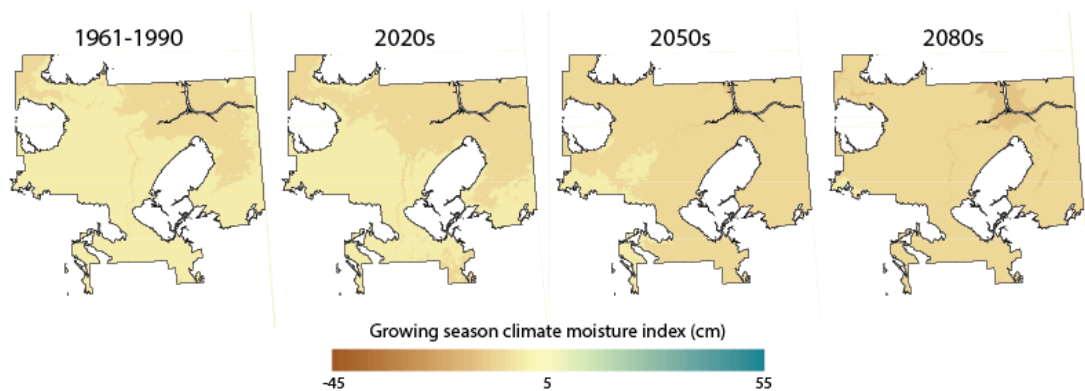 1961-1990 2020s 2050s 2080s
Growing season climate moisture index (cm)
-45 5 55